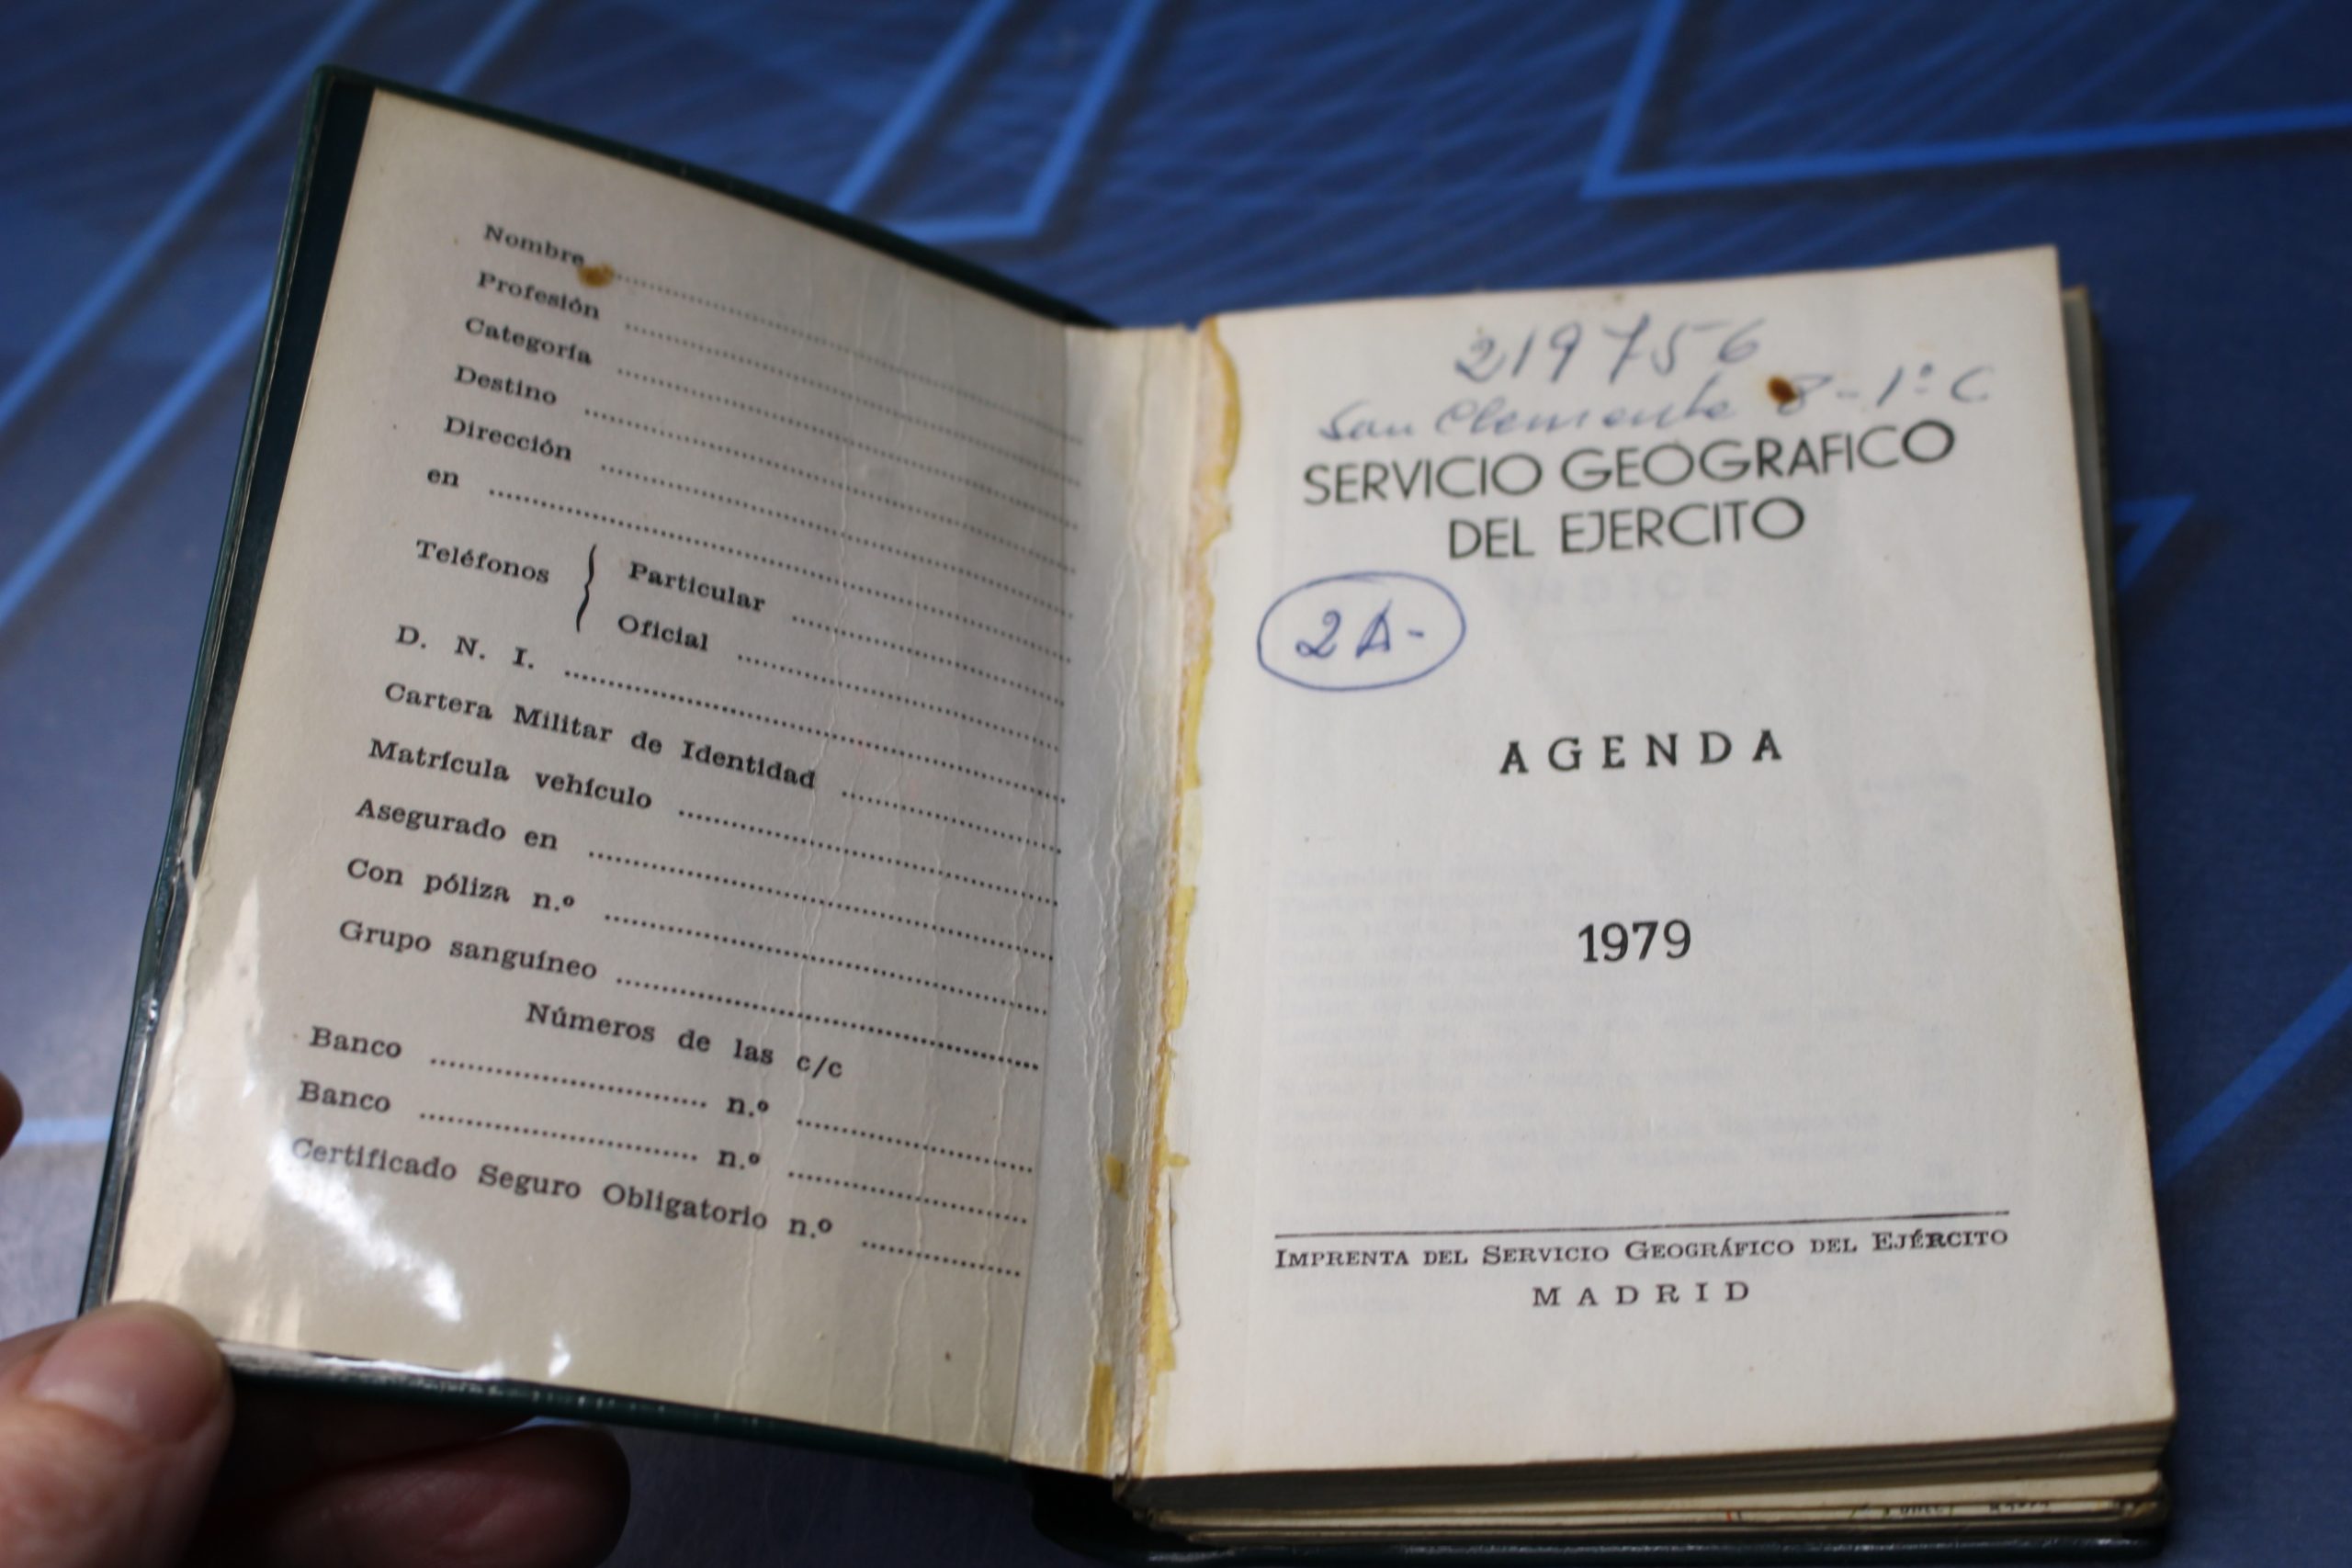 Nombre
Profesión
Categoría
Destino
Dirección
en
Teléfonos { Particular
Oficial
D. N. I.
Cartera Militar de Identidad
Matrícula vehículo
Asegurado en
Con póliza n.º
Grupo sanguíneo
Números de las c/c
Banco n.º
Banco n.º
Certificado Seguro Obligatorio n.º
219756
San Clemente 8-1º C
SERVICIO GEOGRAFICO
DEL EJERCITO
2A-
AGENDA
1979
IMPRENTA DEL SERVICIO GEOGRÁFICO DEL EJÉRCITO
MADRID